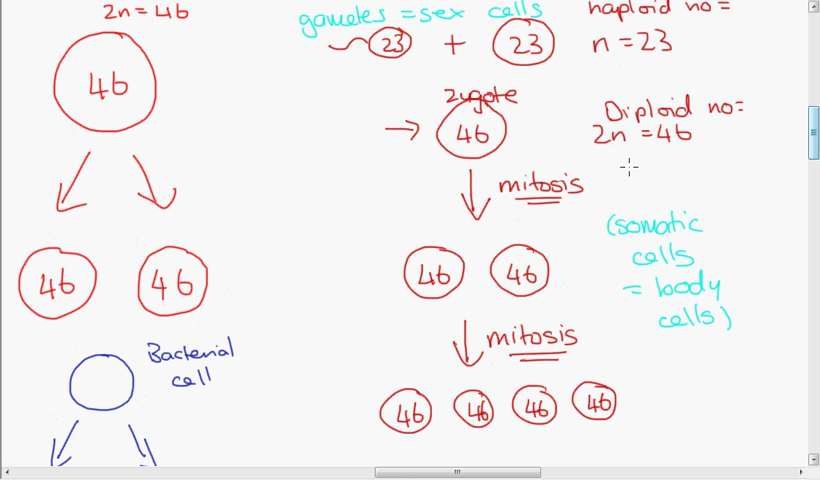 2n=46
gametes = sex cells
haploid no=
23 + 23
n = 23
46
zygote
46
Diploid no=
2n = 46
mitosis
(somatic
cells
= body
cells)
46 46
46 46
mitosis
Bacterial
cell
46 46 46 46